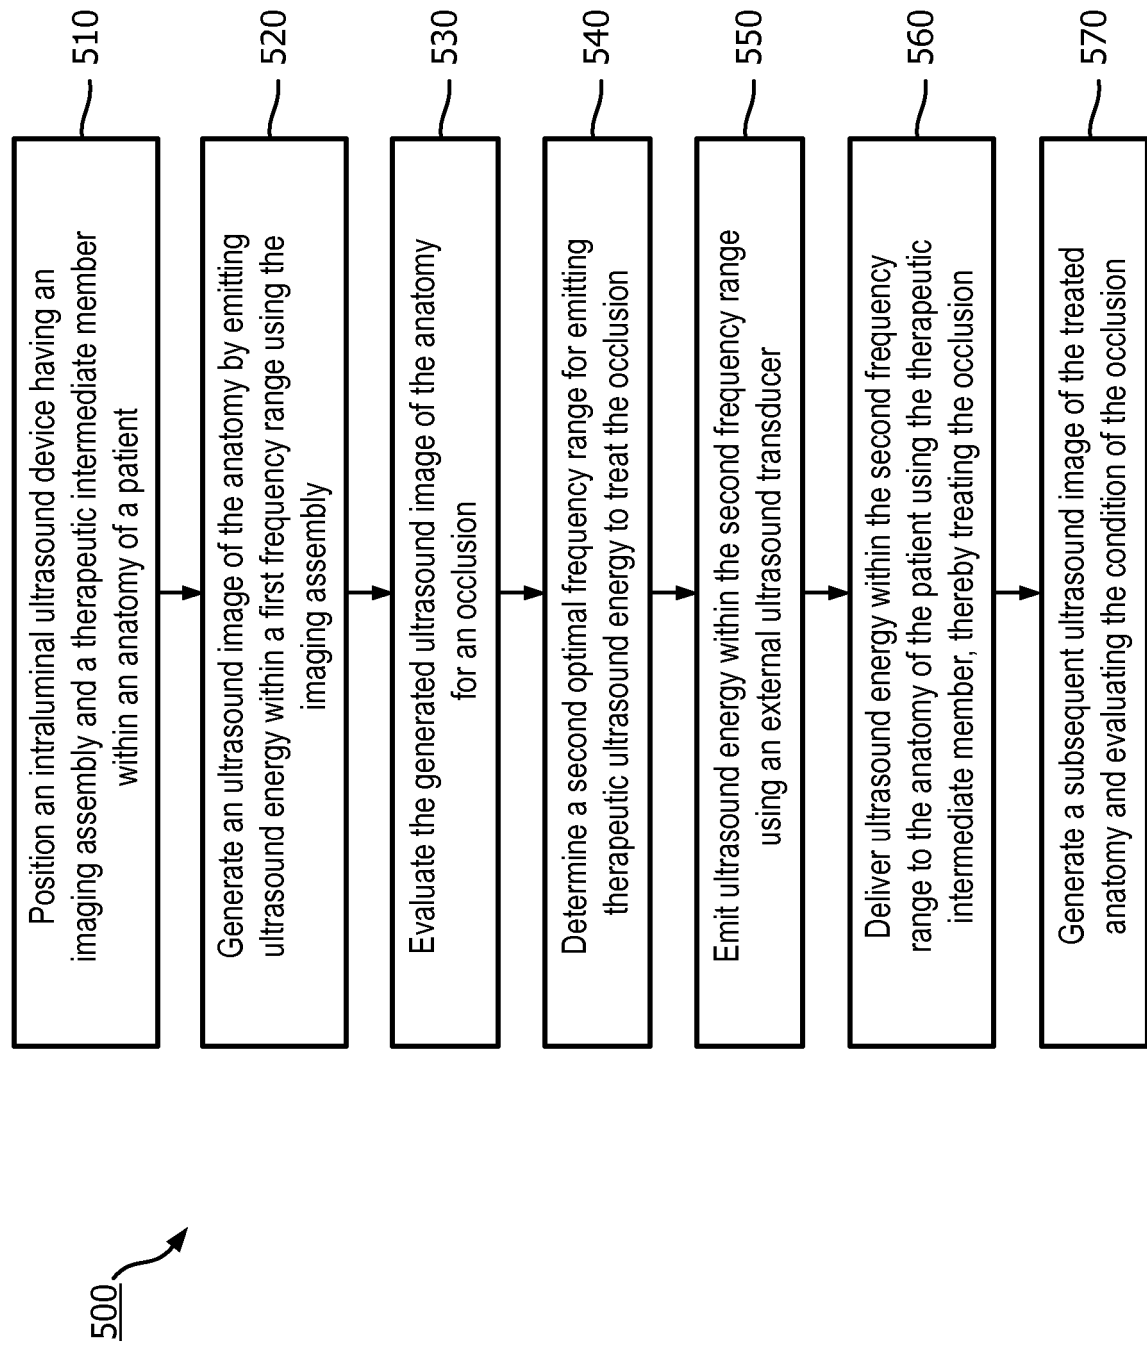 500
Position an intraluminal ultrasound device having an
imaging assembly and a therapeutic intermediate member
within an anatomy of a patient
510
Generate an ultrasound image of the anatomy by emitting
ultrasound energy within a first frequency range using the
imaging assembly
520
Evaluate the generated ultrasound image of the anatomy
for an occlusion
530
Determine a second optimal frequency range for emitting
therapeutic ultrasound energy to treat the occlusion
540
Emit ultrasound energy within the second frequency range
using an external ultrasound transducer
550
Deliver ultrasound energy within the second frequency
range to the anatomy of the patient using the therapeutic
intermediate member, thereby treating the occlusion
560
Generate a subsequent ultrasound image of the treated
anatomy and evaluating the condition of the occlusion
570